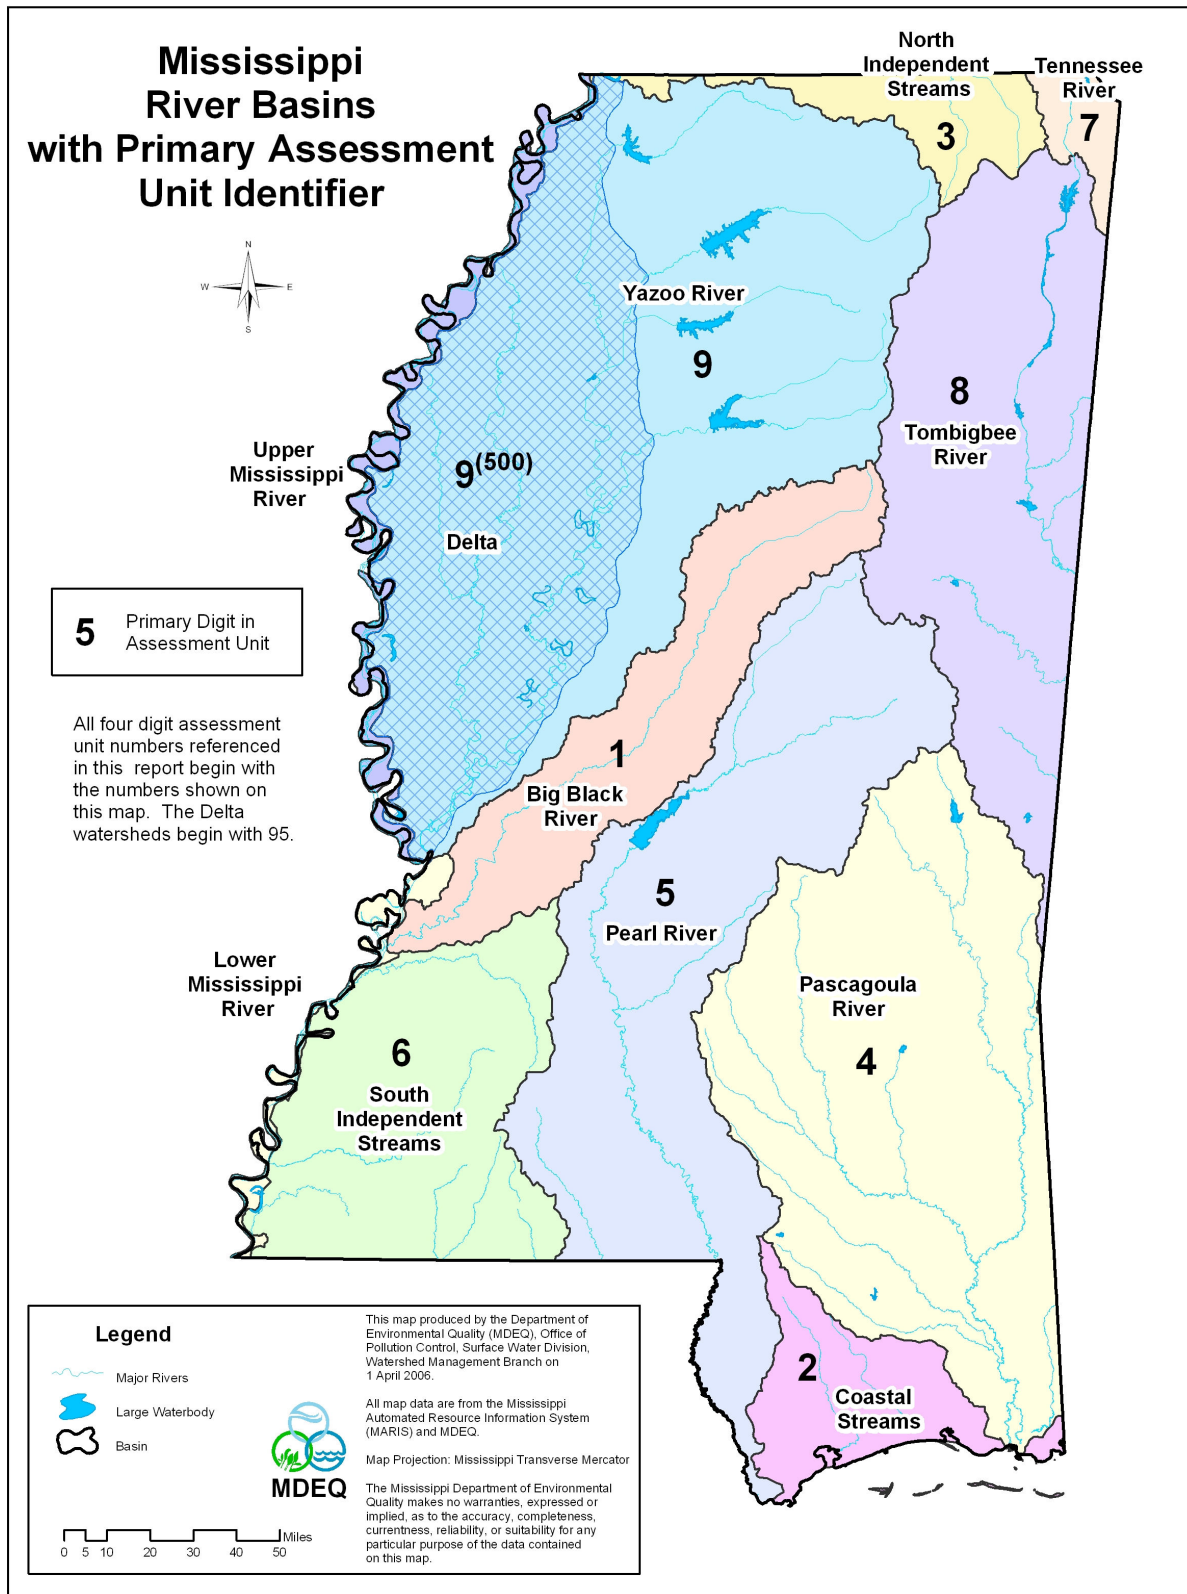 Mississippi
River Basins
with Primary Assessment
Unit Identifier
N
W E
S
North
Independent
Streams
3
Tennessee
River
7
Yazoo River
9
8
Tombigbee
River
Upper
Mississippi
River
9(500)
Delta
5 Primary Digit in
Assessment Unit
All four digit assessment
unit numbers referenced
in this report begin with
the numbers shown on
this map. The Delta
watersheds begin with 95.
1
Big Black
River
5
Pearl River
Lower
Mississippi
River
Pascagoula
River
4
6
South
Independent
Streams
2
Coastal
Streams
Legend
Major Rivers
Large Waterbody
Basin
MDEQ
0 5 10 20 30 40 50 Miles
This map produced by the Department of
Environmental Quality (MDEQ), Office of
Pollution Control, Surface Water Division,
Watershed Management Branch on
1 April 2006.
All map data are from the Mississippi
Automated Resource Information System
(MARIS) and MDEQ.
Map Projection: Mississippi Transverse Mercator
The Mississippi Department of Environmental
Quality makes no warranties, expressed or
implied, as to the accuracy, completeness,
currentness, reliability, or suitability for any
particular purpose of the data contained
on this map.